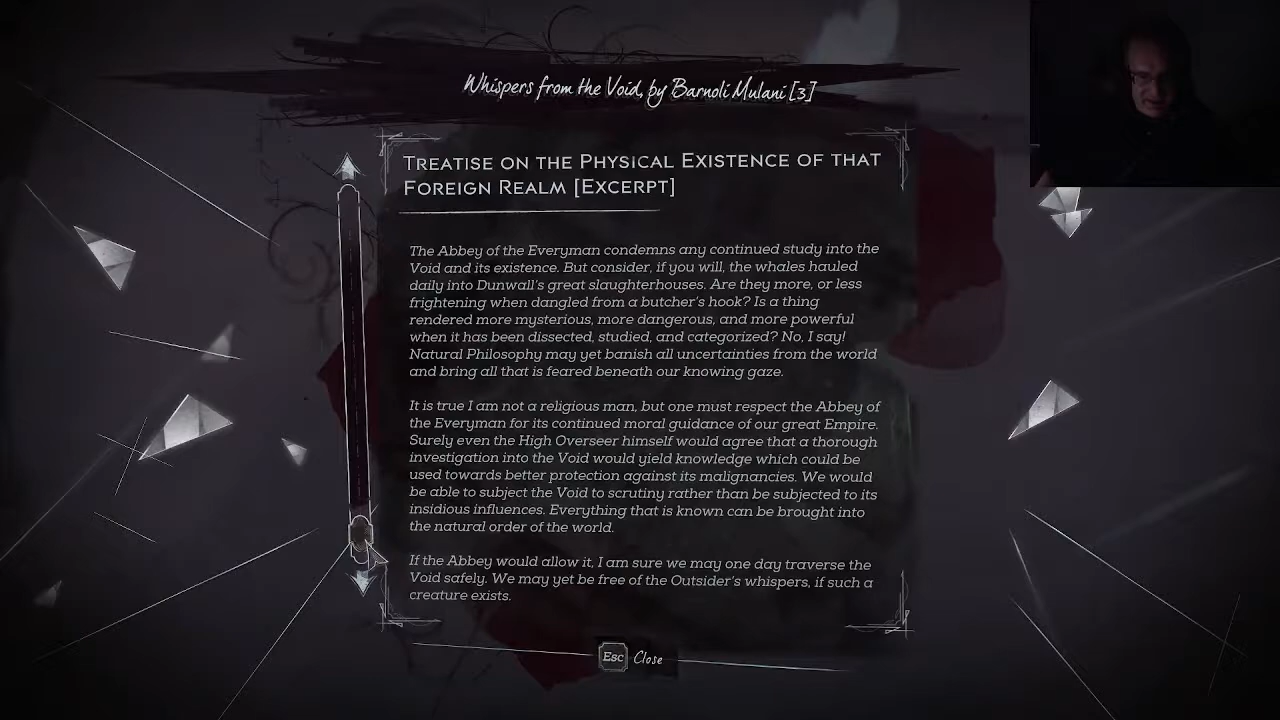 Whispers from the Void, by Barnoli Mulani [3]
Treatise on the Physical Existence of that
Foreign Realm [Excerpt]
The Abbey of the Everyman condemns any continued study into the
Void and its existence. But consider, if you will, the whales hauled
daily into Dunwall's great slaughterhouses. Are they more, or less
frightening when dangled from a butcher's hook? Is a thing
rendered more mysterious, more dangerous, and more powerful
when it has been dissected, studied, and categorized? No, I say!
Natural Philosophy may yet banish all uncertainties from the world
and bring all that is feared beneath our knowing gaze.
It is true I am not a religious man, but one must respect the Abbey of
the Everyman for its continued moral guidance of our great Empire.
Surely even the High Overseer himself would agree that a thorough
investigation into the Void would yield knowledge which could be
used towards better protection against its malignancies. We would
be able to subject the Void to scrutiny rather than be subjected to its
insidious influences. Everything that is known can be brought into
the natural order of the world.
If the Abbey would allow it, I am sure we may one day traverse the
Void safely. We may yet be free of the Outsider's whispers, if such a
creature exists.
Esc Close